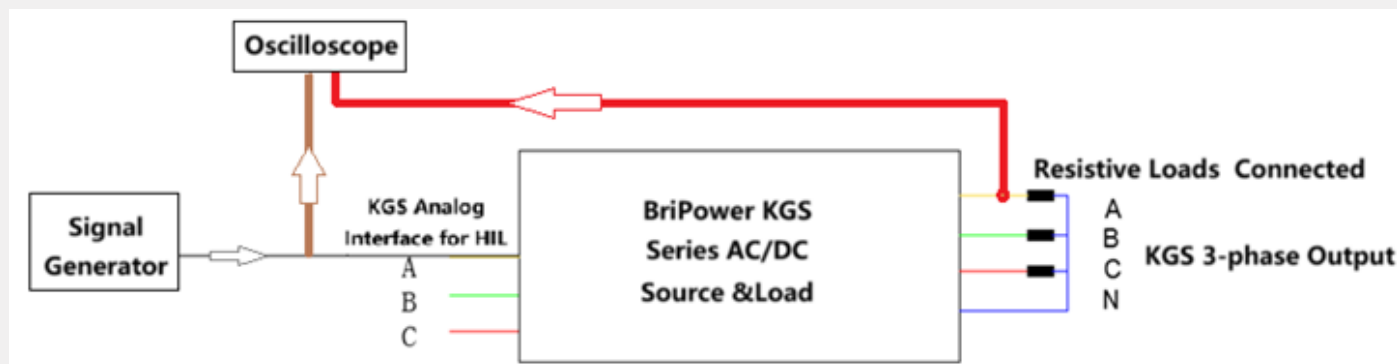 Oscilloscope
Signal
Generator
KGS Analog
Interface for HIL
A
B
C
BriPower KGS
Series AC/DC
Source &Load
Resistive Loads Connected
A
B
C
N
KGS 3-phase Output